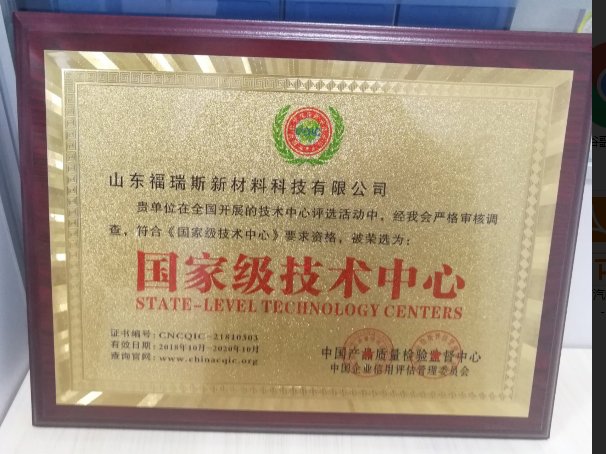 山东福瑞斯新材料科技有限公司
贵单位在全国开展的技术中心评选活动中，经我会严格审核调
查，符合《国家级技术中心》要求资格，被荣选为：
国家级技术中心
STATE-LEVEL TECHNOLOGY CENTERS
证书编号：CNCQIC-21810303
有效日期：2018年10月-2020年10月
查询官网：www.chinacqic.org
中国产品质量检验监督中心
中国企业信用评估管理委员会